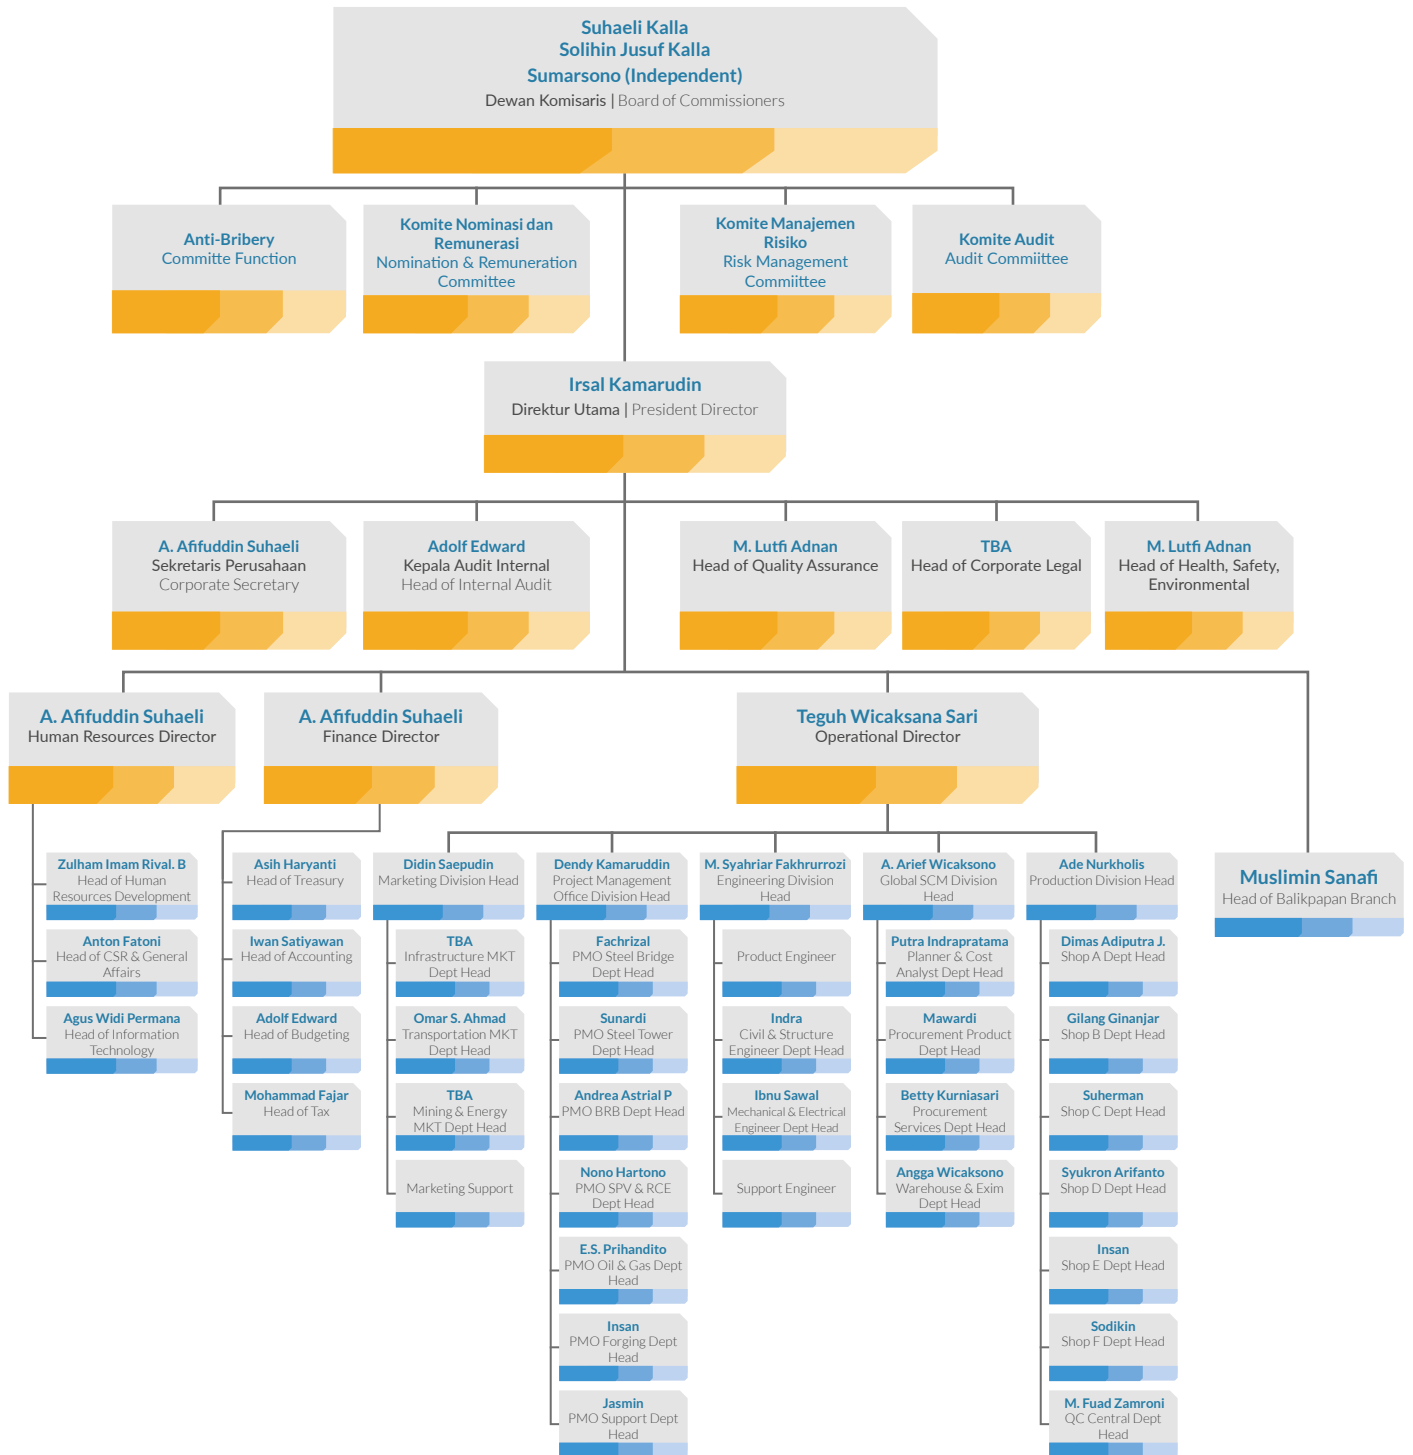 Suhaeli Kalla
Solihin Jusuf Kalla
Sumarsono (Independent)
Dewan Komisaris | Board of Commissioners
Anti-Bribery
Committe Function
Komite Nominasi dan
Remunerasi
Nomination & Remuneration
Committee
Komite Manajemen
Risiko
Risk Management
Commiittee
Komite Audit
Audit Commiittee
Irsal Kamarudin
Direktur Utama | President Director
A. Afifuddin Suhaeli
Sekretaris Perusahaan
Corporate Secretary
Adolf Edward
Kepala Audit Internal
Head of Internal Audit
M. Lutfi Adnan
Head of Quality Assurance
TBA
Head of Corporate Legal
M. Lutfi Adnan
Head of Health, Safety,
Environmental
A. Afifuddin Suhaeli
Human Resources Director
A. Afifuddin Suhaeli
Finance Director
Teguh Wicaksana Sari
Operational Director
Zulham Imam Rival. B
Head of Human
Resources Development
Anton Fatoni
Head of CSR & General
Affairs
Agus Widi Permana
Head of Information
Technology
Asih Haryanti
Head of Treasury
Iwan Satiyawan
Head of Accounting
Adolf Edward
Head of Budgeting
Mohammad Fajar
Head of Tax
Didin Saepudin
Marketing Division Head
TBA
Infrastructure MKT
Dept Head
Omar S. Ahmad
Transportation MKT
Dept Head
TBA
Mining & Energy
MKT Dept Head
Marketing Support
Dendy Kamaruddin
Project Management
Office Division Head
Fachrizal
PMO Steel Bridge
Dept Head
Sunardi
PMO Steel Tower
Dept Head
Andrea Astrial P
PMO BRB Dept Head
Nono Hartono
PMO SPV & RCE
Dept Head
E.S. Prihandito
PMO Oil & Gas Dept
Head
Insan
PMO Forging Dept
Head
Jasmin
PMO Support Dept
Head
M. Syahriar Fakhrurrozi
Engineering Division
Head
Product Engineer
Indra
Civil & Structure
Engineer Dept Head
Ibnu Sawal
Mechanical & Electrical
Engineer Dept Head
Support Engineer
A. Arief Wicaksono
Global SCM Division
Head
Putra Indrapratama
Planner & Cost
Analyst Dept Head
Mawardi
Procurement Product
Dept Head
Betty Kurniasari
Procurement
Services Dept Head
Angga Wicaksono
Warehouse & Exim
Dept Head
Ade Nurkholis
Production Division Head
Dimas Adiputra J.
Shop A Dept Head
Gilang Ginanjar
Shop B Dept Head
Suherman
Shop C Dept Head
Syukron Arifanto
Shop D Dept Head
Insan
Shop E Dept Head
Sodikin
Shop F Dept Head
M. Fuad Zamroni
QC Central Dept
Head
Muslimin Sanafi
Head of Balikpapan Branch